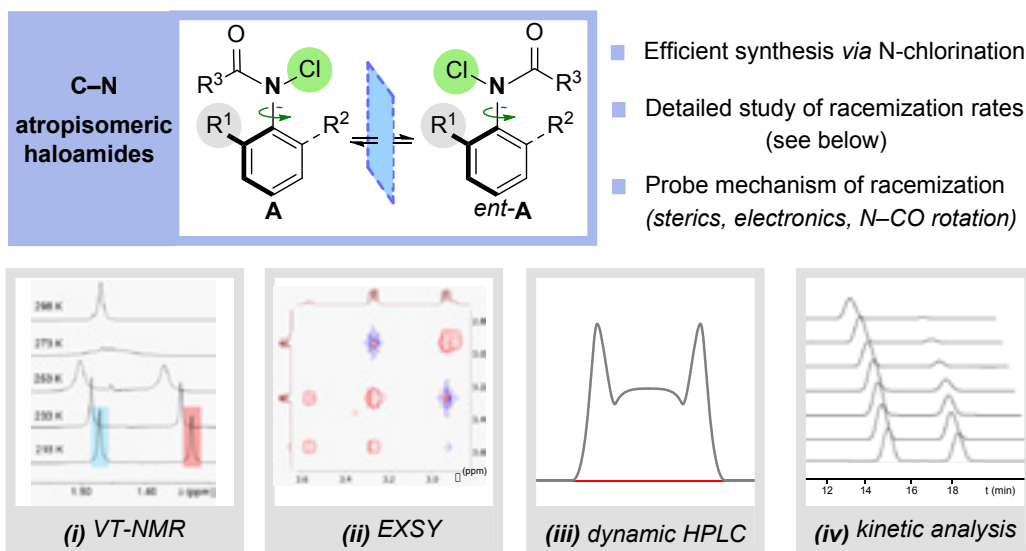 C–N
atropisomeric
haloamides
O
R³
N
Cl
R¹
R²
A
Cl
N
O
R³
R¹
R²
ent-A
Efficient synthesis via N-chlorination
Detailed study of racemization rates
(see below)
Probe mechanism of racemization
(sterics, electronics, N–CO rotation)
298 K
273 K
253 K
233 K
218 K
1.50
1.60
(ppm)
(i) VT-NMR
3.6
3.4
3.2
3.0
(ppm)
(ii) EXSY
(iii) dynamic HPLC
12
14
16
18
t (min)
(iv) kinetic analysis